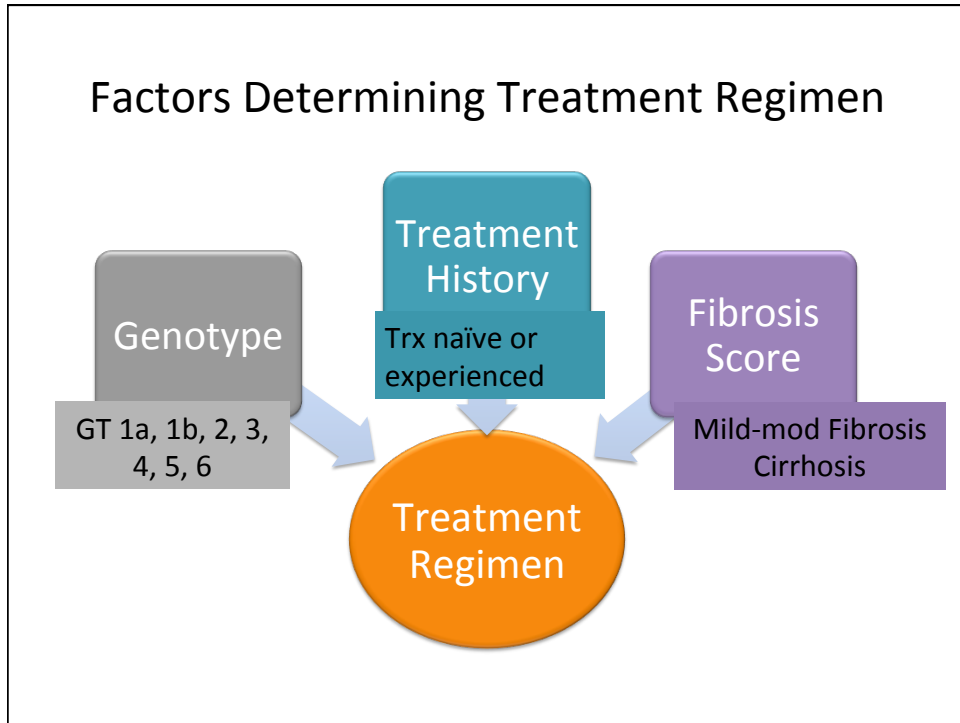 Factors Determining Treatment Regimen
Genotype
GT 1a, 1b, 2, 3,
4, 5, 6
Treatment
History
Trx naïve or
experienced
Fibrosis
Score
Mild-mod Fibrosis
Cirrhosis
Treatment
Regimen